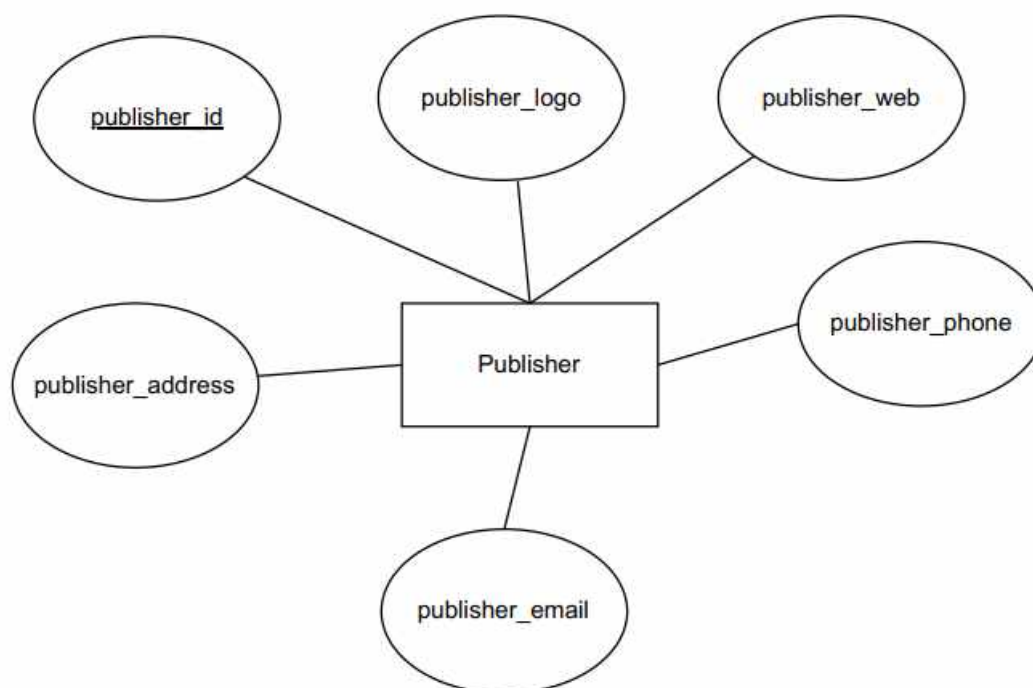 publisher_id
publisher_logo
publisher_web
publisher_phone
Publisher
publisher_address
publisher_email